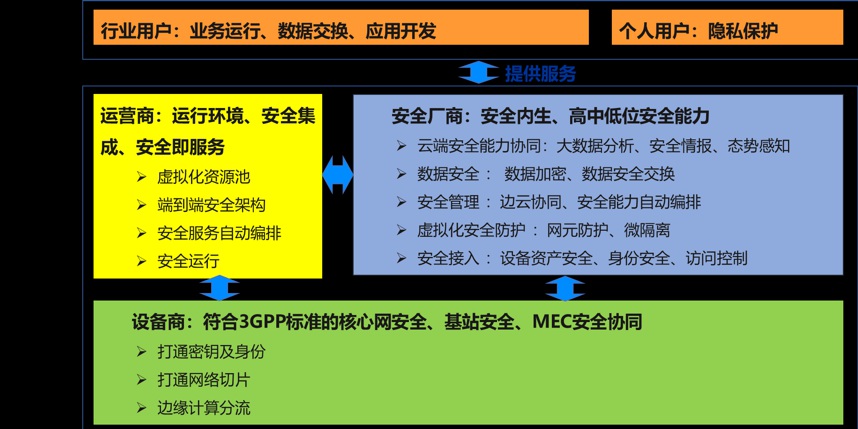 行业用户：业务运行、数据交换、应用开发
个人用户：隐私保护
提供服务
运营商：运行环境、安全集
成、安全即服务
虚拟化资源池
端到端安全架构
安全服务自动编排
安全运行
安全厂商：安全内生、高中低位安全能力
云端安全能力协同：大数据分析、安全情报、态势感知
数据安全： 数据加密、数据安全交换
安全管理：边云协同、安全能力自动编排
虚拟化安全防护：网元防护、微隔离
安全接入：设备资产安全、身份安全、访问控制
设备商：符合3GPP标准的核心网安全、基站安全、MEC安全协同
打通密钥及身份
打通网络切片
边缘计算分流